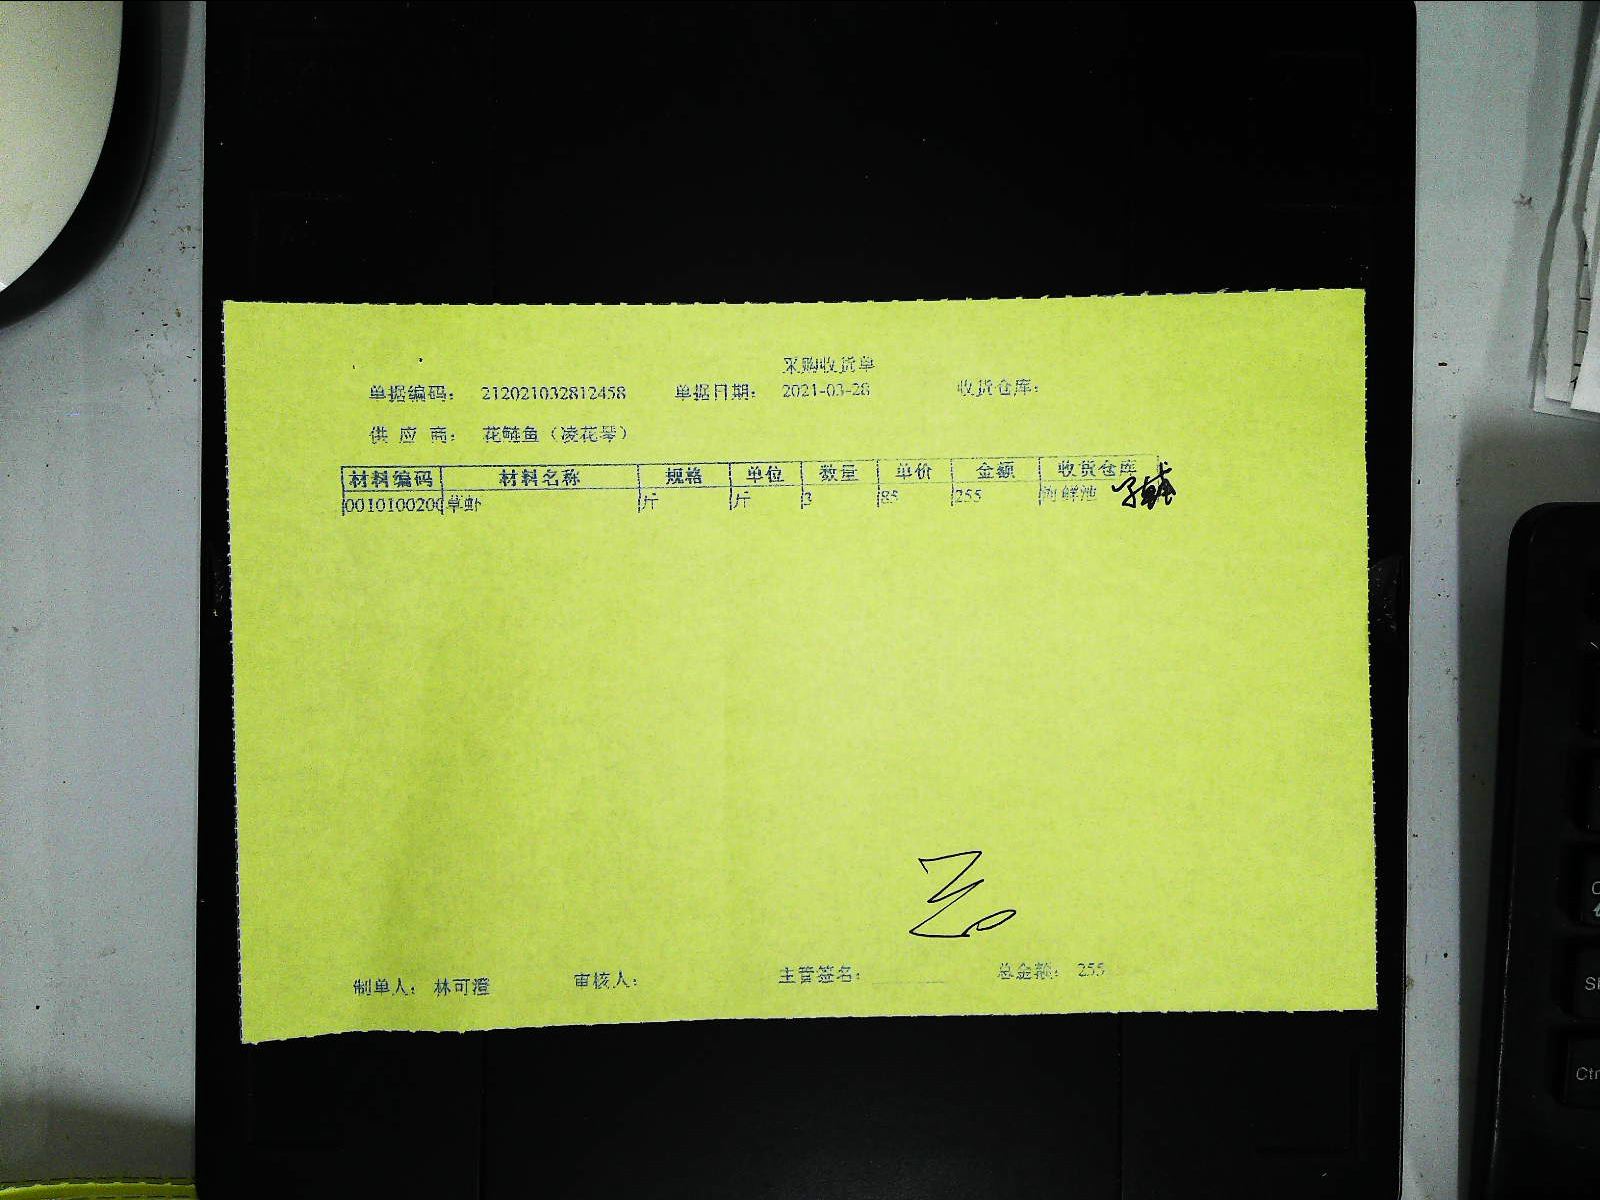 采购收货单
单据编码： 212021032812458 单据日期： 2021-03-28 收货仓库：
供 应 商： 花鲢鱼（凌花琴）
材料编码 材料名称 规格 单位 数量 单价 金额 收货仓库
0010100200 草虾 斤 斤 3 85 255 海鲜池
制单人： 林可澄 审核人： 主管签名： 总金额： 255
Ctr